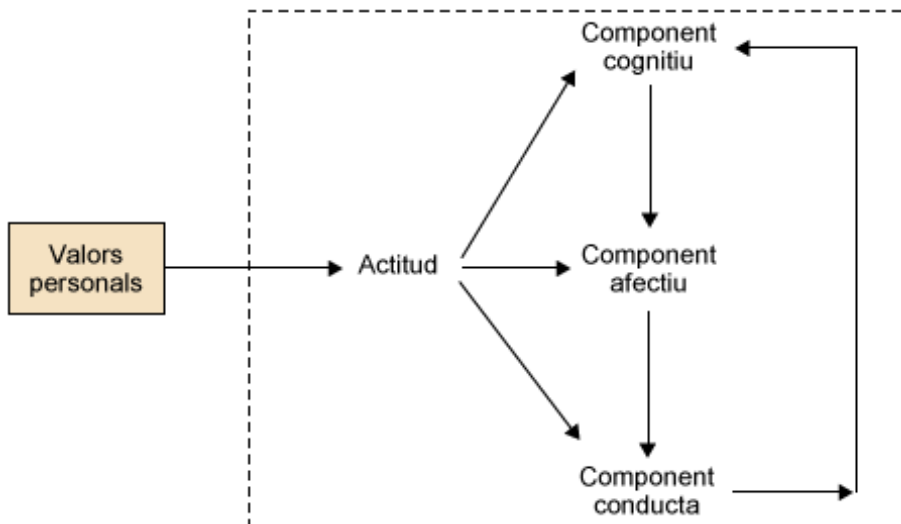 Component
cognitiu
Valors
personals
Actitud
Component
afectiu
Component
conducta